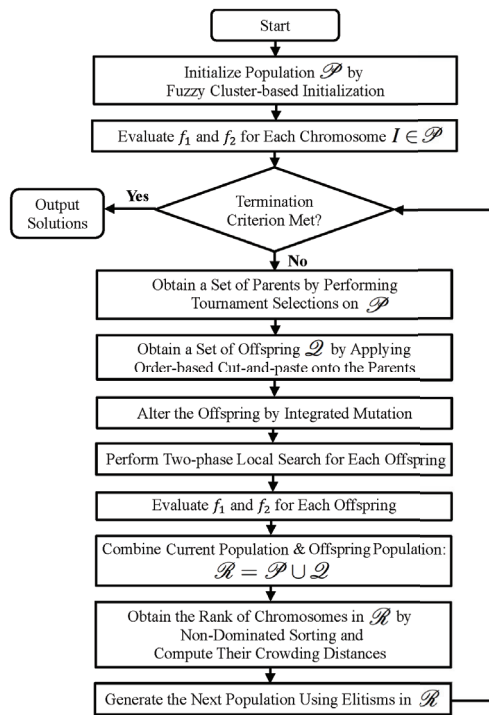 Start
Initialize Population 𝒫 by
Fuzzy Cluster-based Initialization
Evaluate f₁ and f₂ for Each Chromosome I ∈ 𝒫
Yes
Output
Solutions
Termination
Criterion Met?
No
Obtain a Set of Parents by Performing
Tournament Selections on 𝒫
Obtain a Set of Offspring 𝒬 by Applying
Order-based Cut-and-paste onto the Parents
Alter the Offspring by Integrated Mutation
Perform Two-phase Local Search for Each Offspring
Evaluate f₁ and f₂ for Each Offspring
Combine Current Population & Offspring Population:
ℛ = 𝒫 ∪ 𝒬
Obtain the Rank of Chromosomes in ℛ by
Non-Dominated Sorting and
Compute Their Crowding Distances
Generate the Next Population Using Elitisms in ℛ